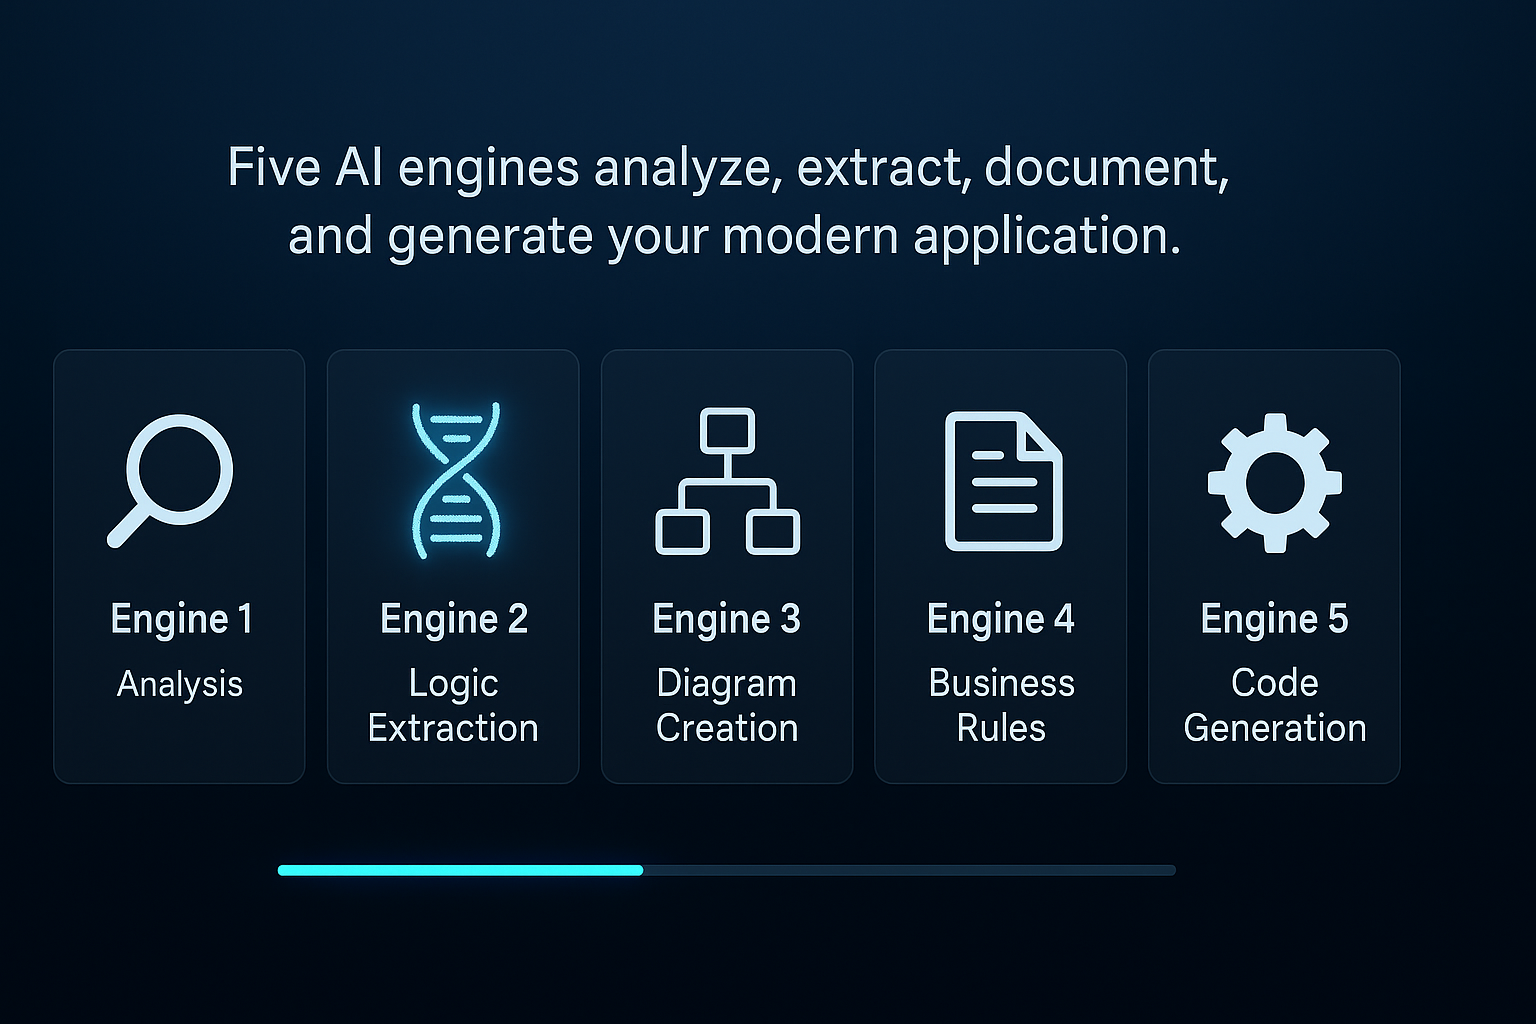 Five AI engines analyze, extract, document,
and generate your modern application.
Engine 1
Analysis
Engine 2
Logic
Extraction
Engine 3
Diagram
Creation
Engine 4
Business
Rules
Engine 5
Code
Generation